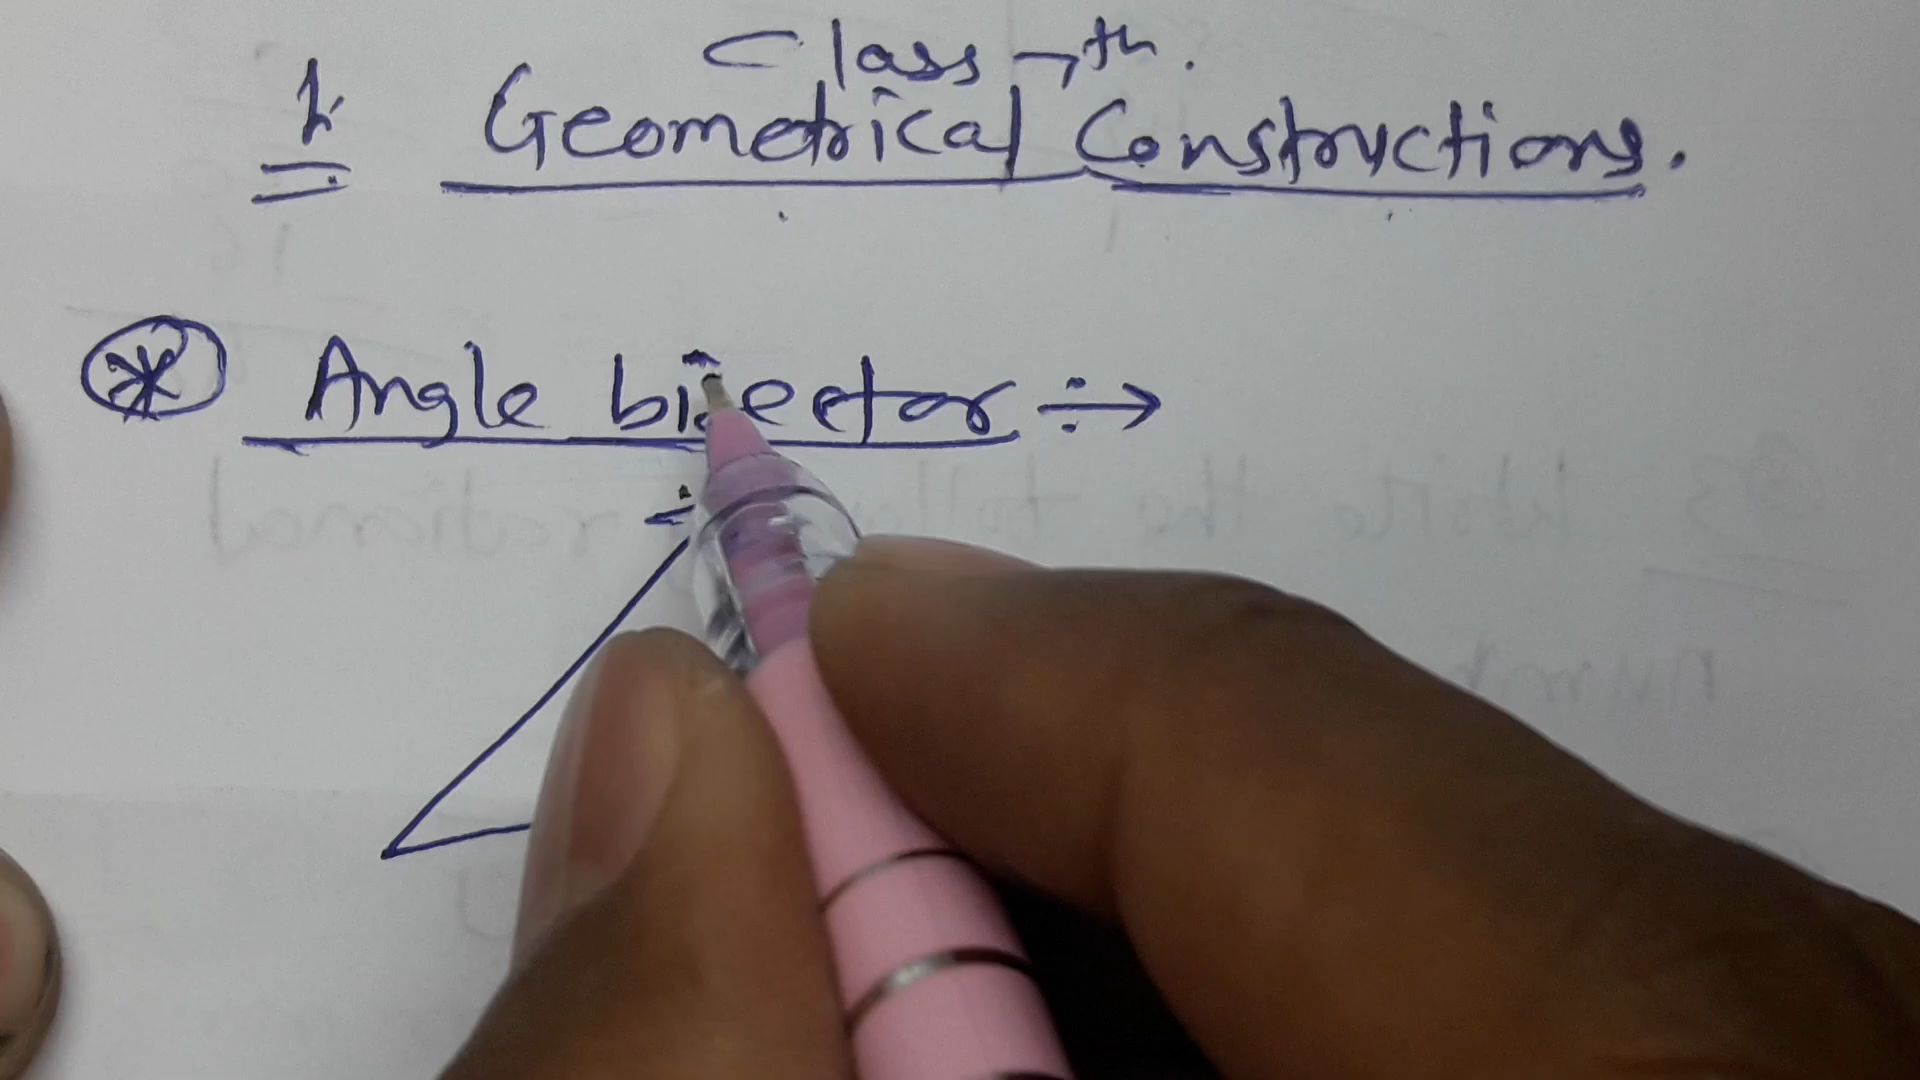 Class 7th.
1. Geometrical Constructions.
* Angle bisector ÷→